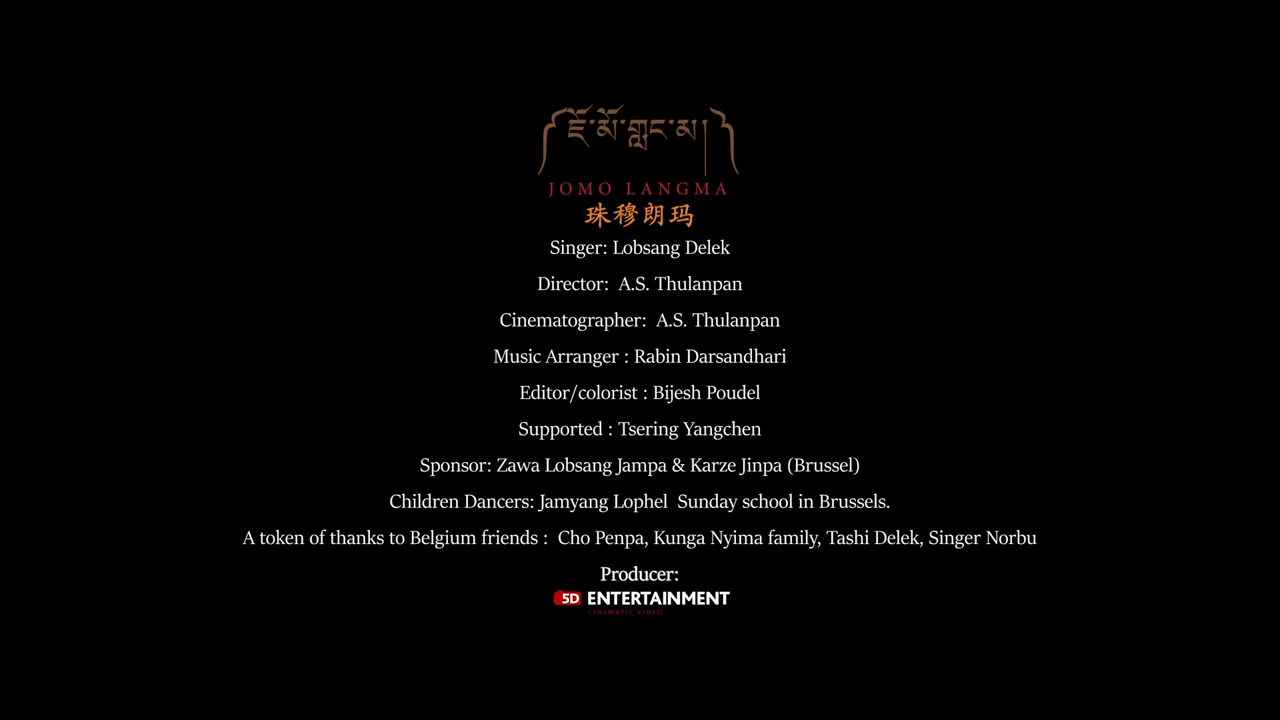 ༼ ཇོ་མོ་གླང་མ། ༽
JOMO LANGMA
珠穆朗玛
Singer: Lobsang Delek
Director:  A.S. Thulanpan
Cinematographer:  A.S. Thulanpan
Music Arranger : Rabin Darsandhari
Editor/colorist : Bijesh Poudel
Supported : Tsering Yangchen
Sponsor: Zawa Lobsang Jampa & Karze Jinpa (Brussel)
Children Dancers: Jamyang Lophel  Sunday school in Brussels.
A token of thanks to Belgium friends :  Cho Penpa, Kunga Nyima family, Tashi Delek, Singer Norbu
Producer:
5D ENTERTAINMENT
CINEMATIC VIDEO